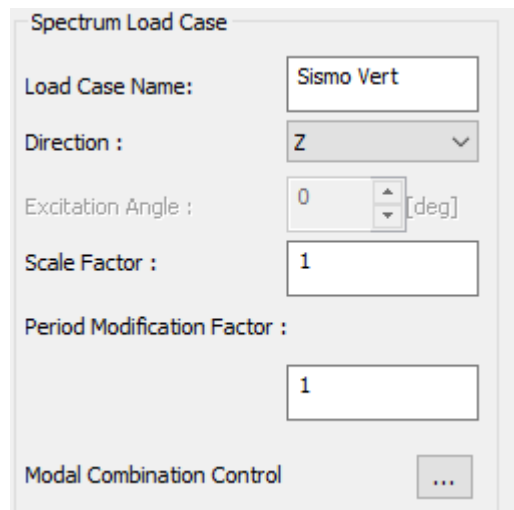 Spectrum Load Case
Load Case Name:
Sismo Vert
Direction :
Z
Excitation Angle :
0
[deg]
Scale Factor :
1
Period Modification Factor :
1
Modal Combination Control
...